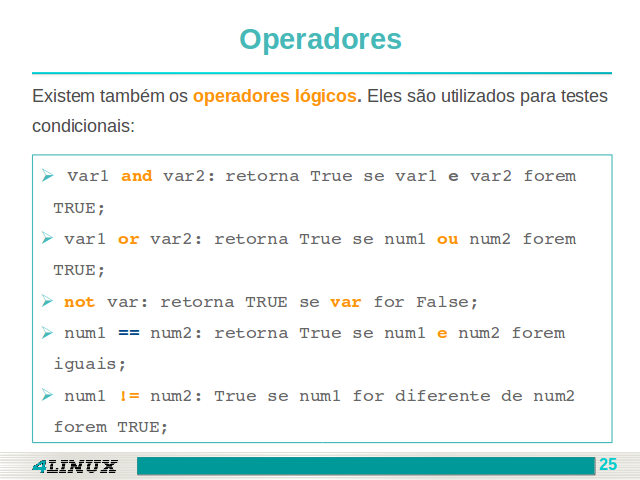 Operadores
Existem também os operadores lógicos. Eles são utilizados para testes
condicionais:
var1 and var2: retorna True se var1 e var2 forem
TRUE;
var1 or var2: retorna True se num1 ou num2 forem
TRUE;
not var: retorna TRUE se var for False;
num1 == num2: retorna True se num1 e num2 forem
iguais;
num1 != num2: True se num1 for diferente de num2
forem TRUE;
4LINUX
25